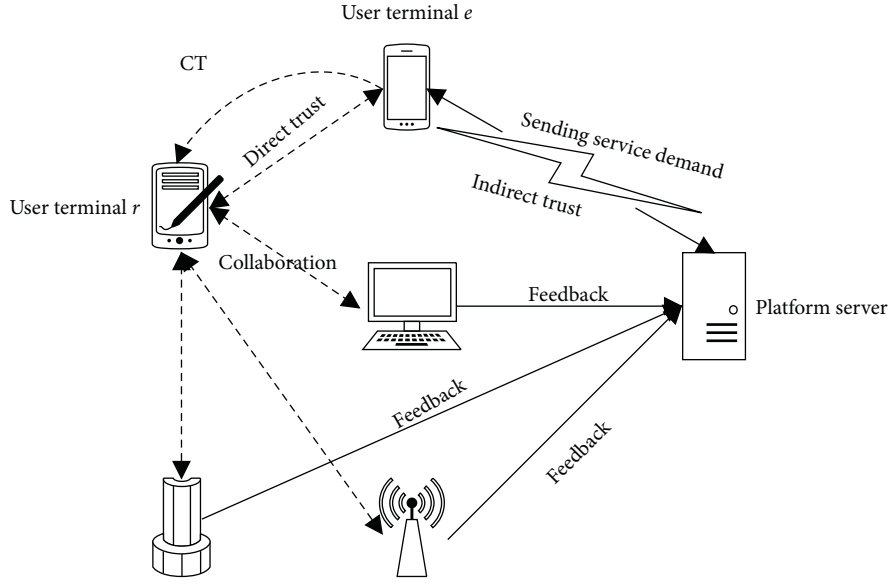 User terminal e
CT
Direct trust
Sending service demand
Indirect trust
User terminal r
Collaboration
Feedback
Platform server
Feedback
Feedback